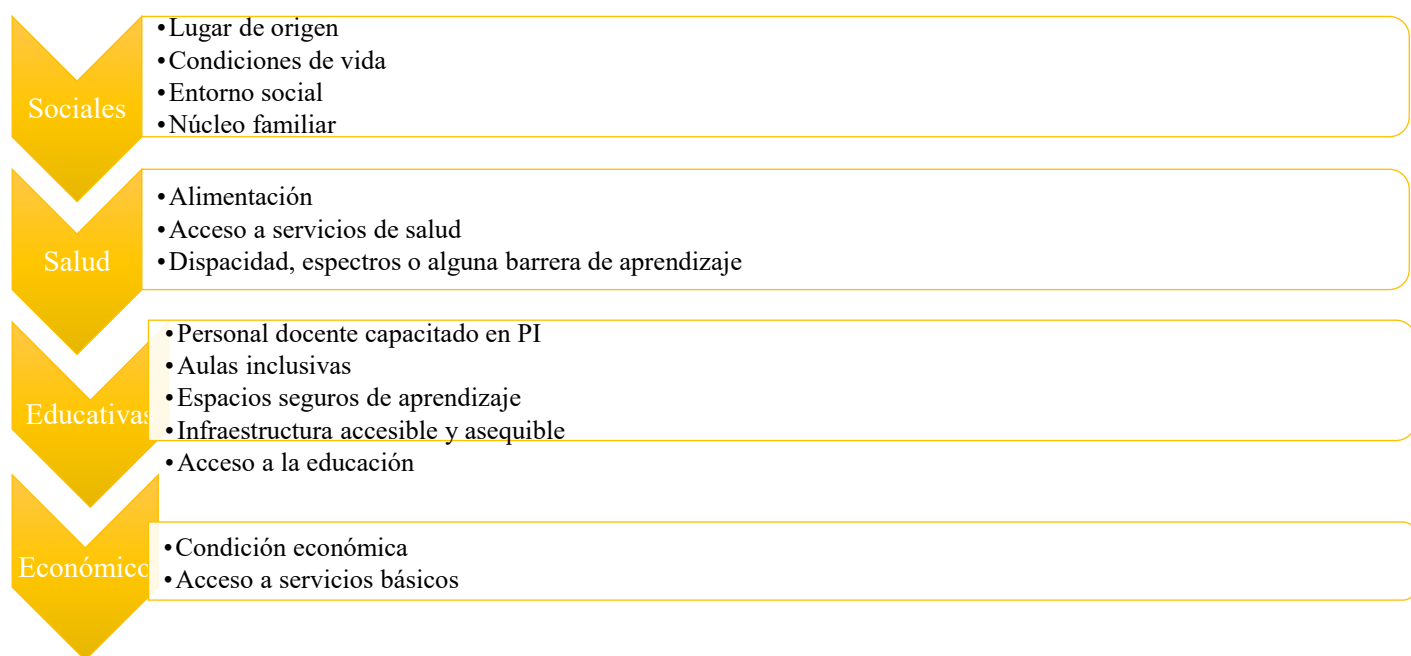 Sociales
•Lugar de origen
•Condiciones de vida
•Entorno social
•Núcleo familiar
Salud
•Alimentación
•Acceso a servicios de salud
•Dispacidad, espectros o alguna barrera de aprendizaje
Educativas
•Personal docente capacitado en PI
•Aulas inclusivas
•Espacios seguros de aprendizaje
•Infraestructura accesible y asequible
•Acceso a la educación
Económico
•Condición económica
•Acceso a servicios básicos